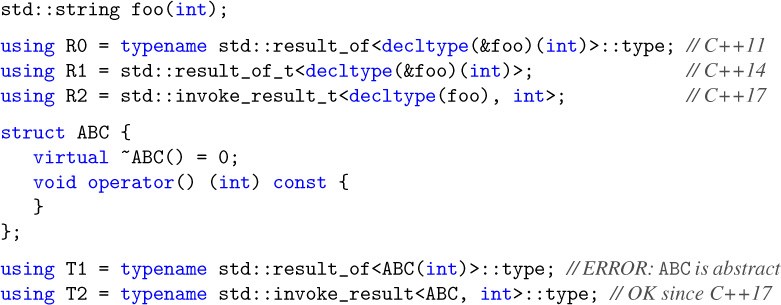 std::string foo(int);
using R0 = typename std::result_of<decltype(&foo)(int)>::type; // C++11
using R1 = std::result_of_t<decltype(&foo)(int)>; // C++14
using R2 = std::invoke_result_t<decltype(foo), int>; // C++17
struct ABC {
virtual ~ABC() = 0;
void operator() (int) const {
}
};
using T1 = typename std::result_of<ABC(int)>::type; // ERROR: ABC is abstract
using T2 = typename std::invoke_result<ABC, int>::type; // OK since C++17